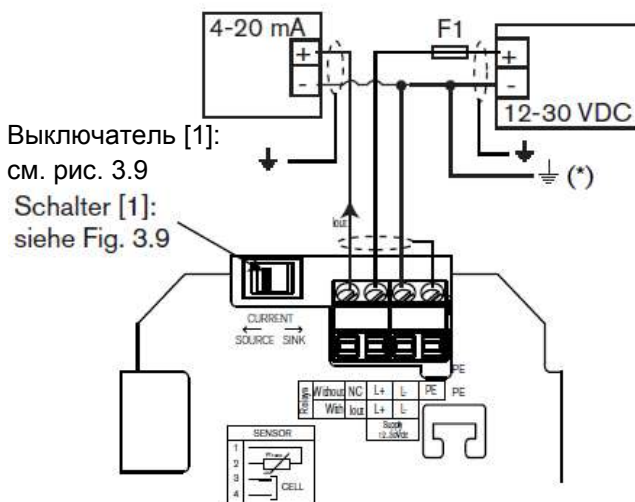 4-20 mA
+
-
F1
+
-
12-30 VDC
(*)
Выключатель [1]:
см. рис. 3.9
Schalter [1]:
siehe Fig. 3.9
Iout
CURRENT
SOURCE SINK
PE
Relays
Without NC L+ L- PE PE
With Iout L+ L-
Supply
12..30Vdc
SENSOR
1
2
3
4
CELL